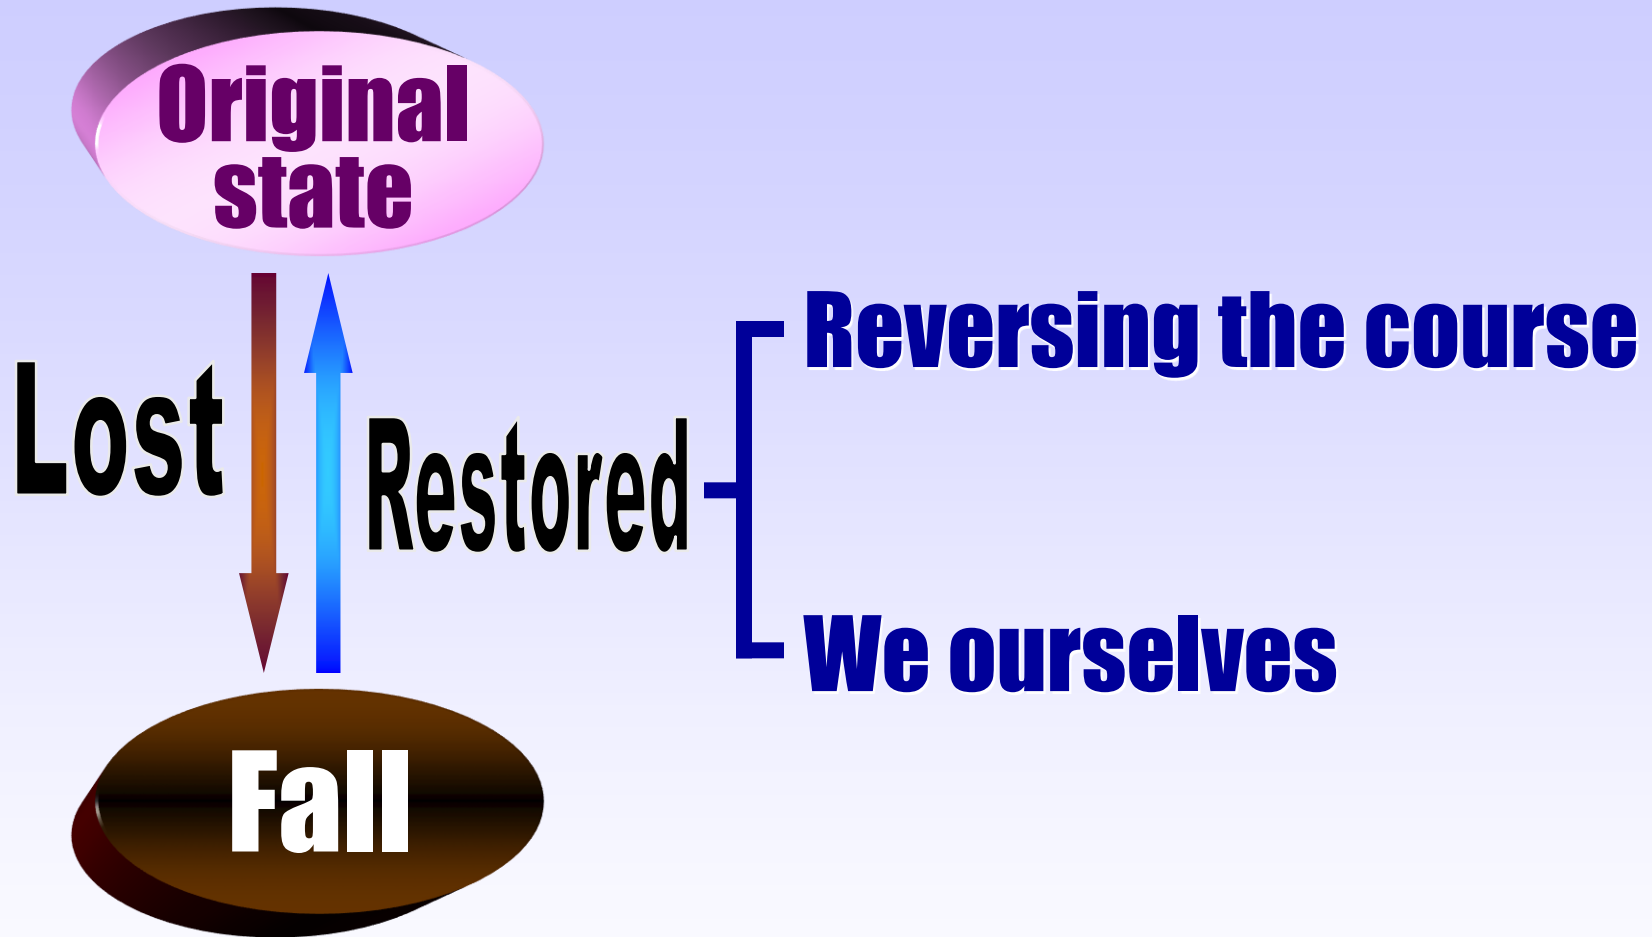 Original
state
Lost
Restored
Reversing the course
We ourselves
Fall